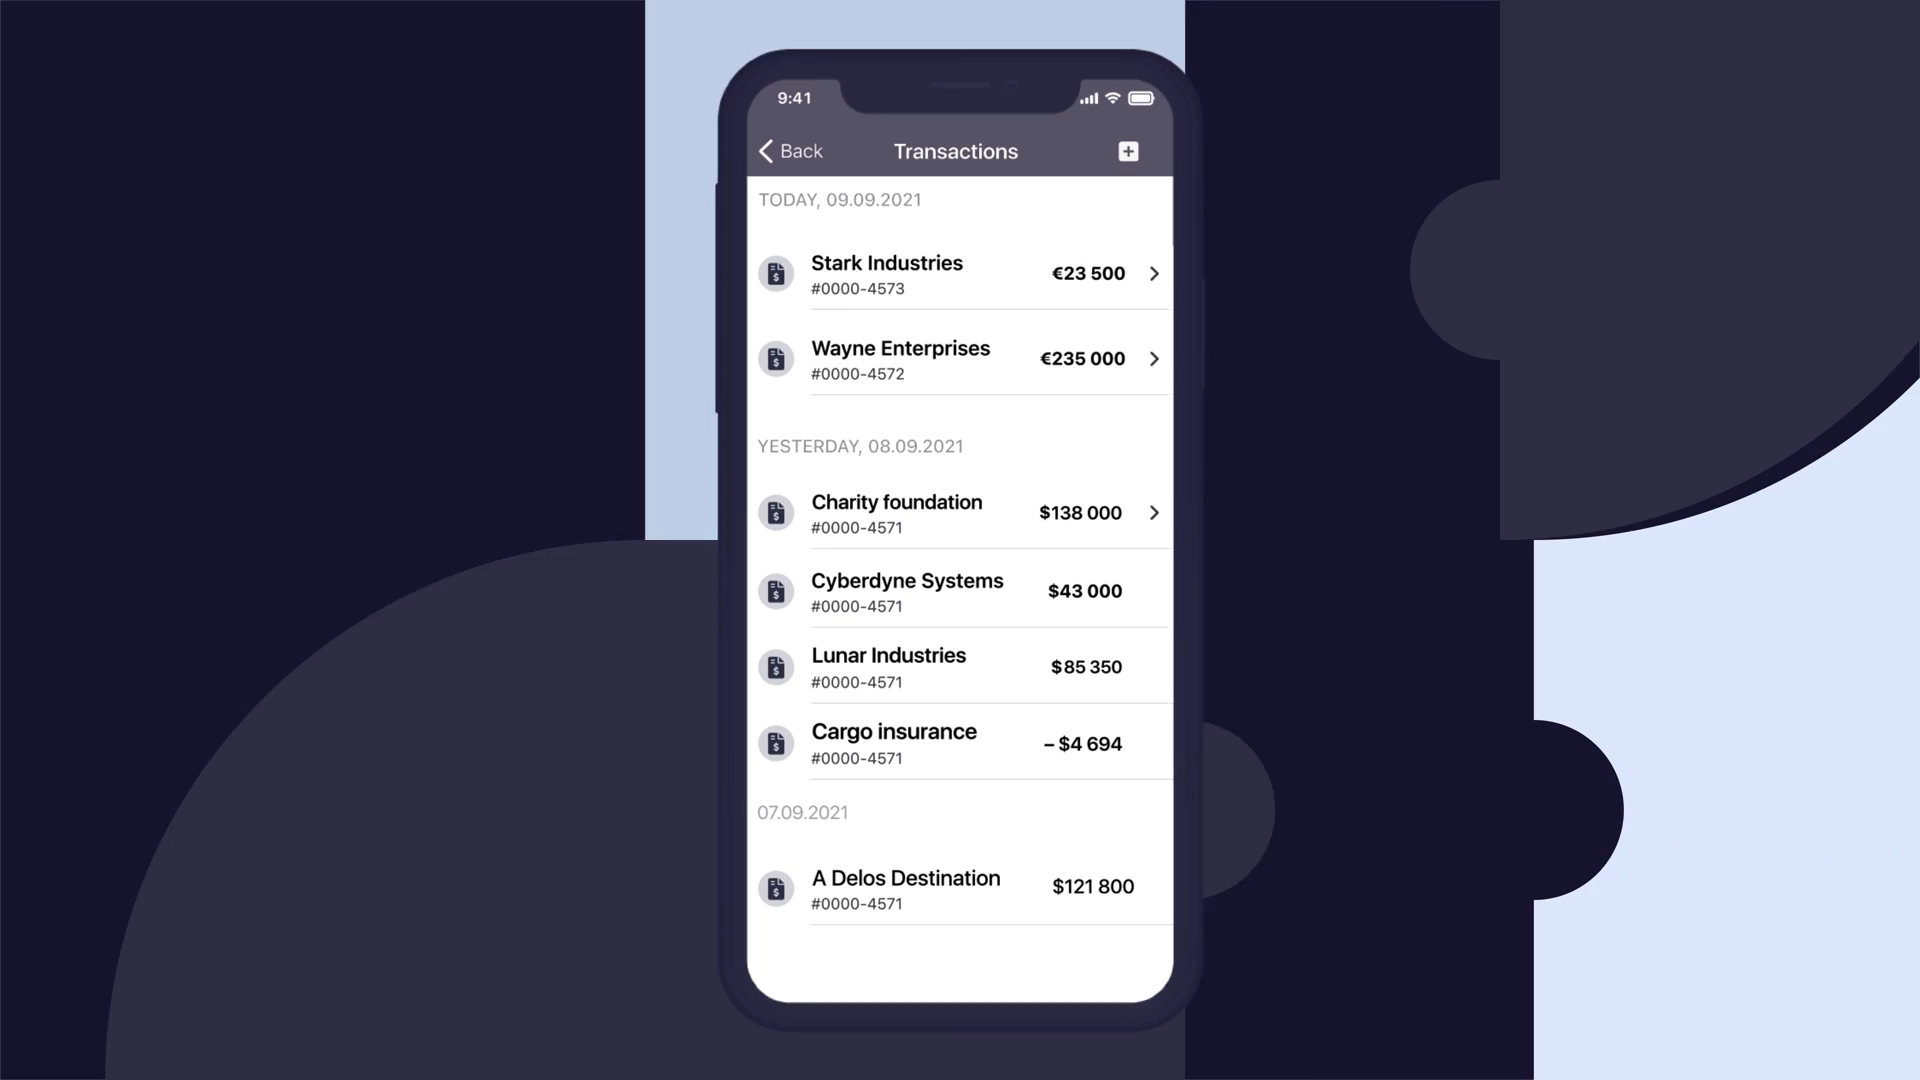 9:41
Back
Transactions
TODAY, 09.09.2021
Stark Industries
€23 500
#0000-4573
Wayne Enterprises
€235 000
#0000-4572
YESTERDAY, 08.09.2021
Charity foundation
$138 000
#0000-4571
Cyberdyne Systems
$43 000
#0000-4571
Lunar Industries
$85 350
#0000-4571
Cargo insurance
– $4 694
#0000-4571
07.09.2021
A Delos Destination
$121 800
#0000-4571